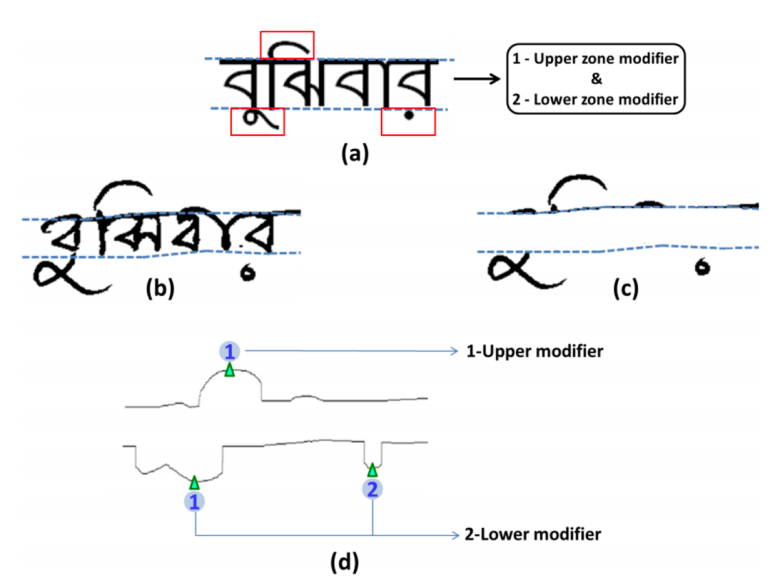 বুঝিবার
1 - Upper zone modifier
&
2 - Lower zone modifier
(a)
বুঝিবার
(b)
(c)
1
1-Upper modifier
1
2
2-Lower modifier
(d)